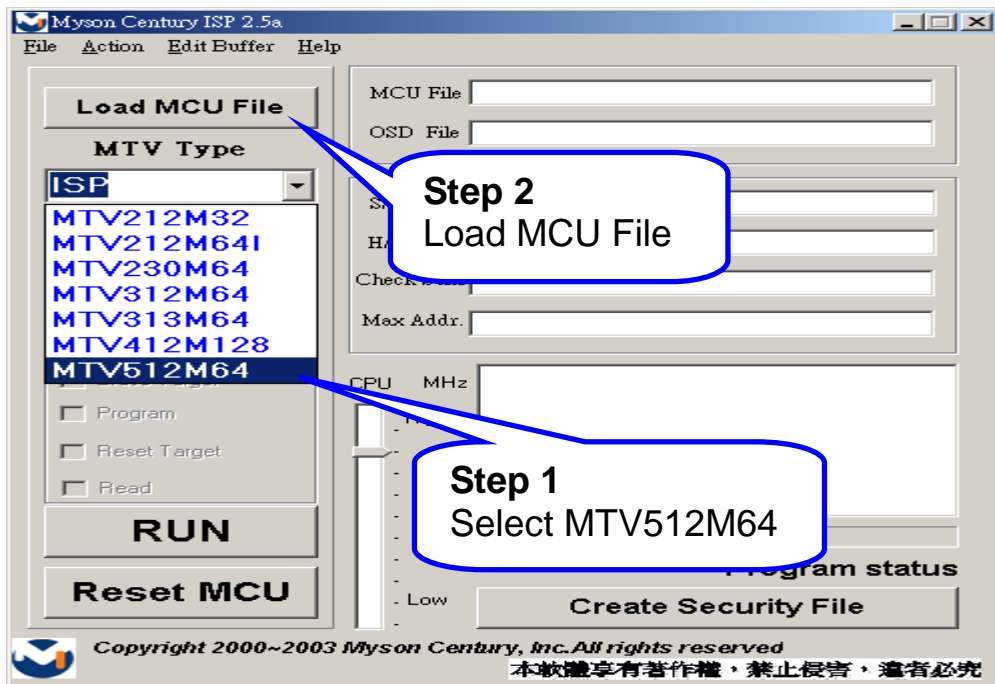 Myson Century ISP 2.5a
File Action Edit Buffer Help
Load MCU File
MTV Type
ISP
MTV212M32
MTV212M64I
MTV230M64
MTV312M64
MTV313M64
MTV412M128
MTV512M64
Program
Reset Target
Read
RUN
Reset MCU
MCU File
OSD File
Step 2
Load MCU File
Max Addr.
CPU MHz
Step 1
Select MTV512M64
Low
status
Create Security File
Copyright 2000~2003 Myson Century, Inc.All rights reserved
本軟體享有著作權，禁止侵害，違者必究